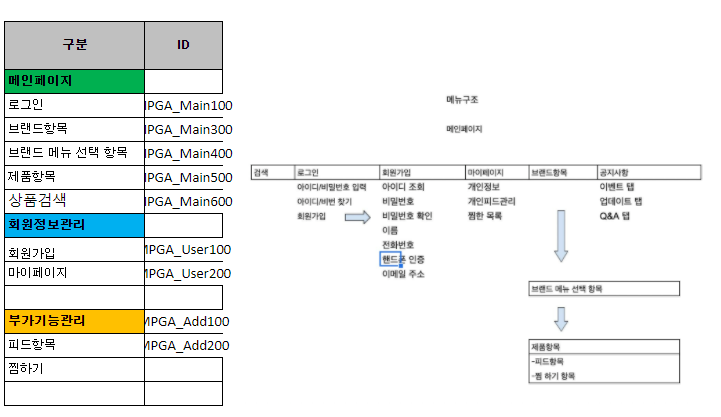 구분 ID
메인페이지
로그인 MPGA_Main100
브랜드항목 MPGA_Main300
브랜드 메뉴 선택 항목 MPGA_Main400
제품항목 MPGA_Main500
상품검색 MPGA_Main600
회원정보관리
회원가입 MPGA_User100
마이페이지 MPGA_User200
부가기능관리 MPGA_Add100
피드항목 MPGA_Add200
찜하기
메뉴구조
메인페이지
검색 로그인 회원가입 마이페이지 브랜드항목 공지사항
아이디/비밀번호 입력 아이디 조회 개인정보 이벤트 탭
아이디/비번 찾기 비밀번호 개인피드관리 업데이트 탭
회원가입 비밀번호 확인 찜한 목록 Q&A 탭
이름
전화번호
핸드폰 인증
이메일 주소
브랜드 메뉴 선택 항목
제품항목
-피드항목
-찜 하기 항목